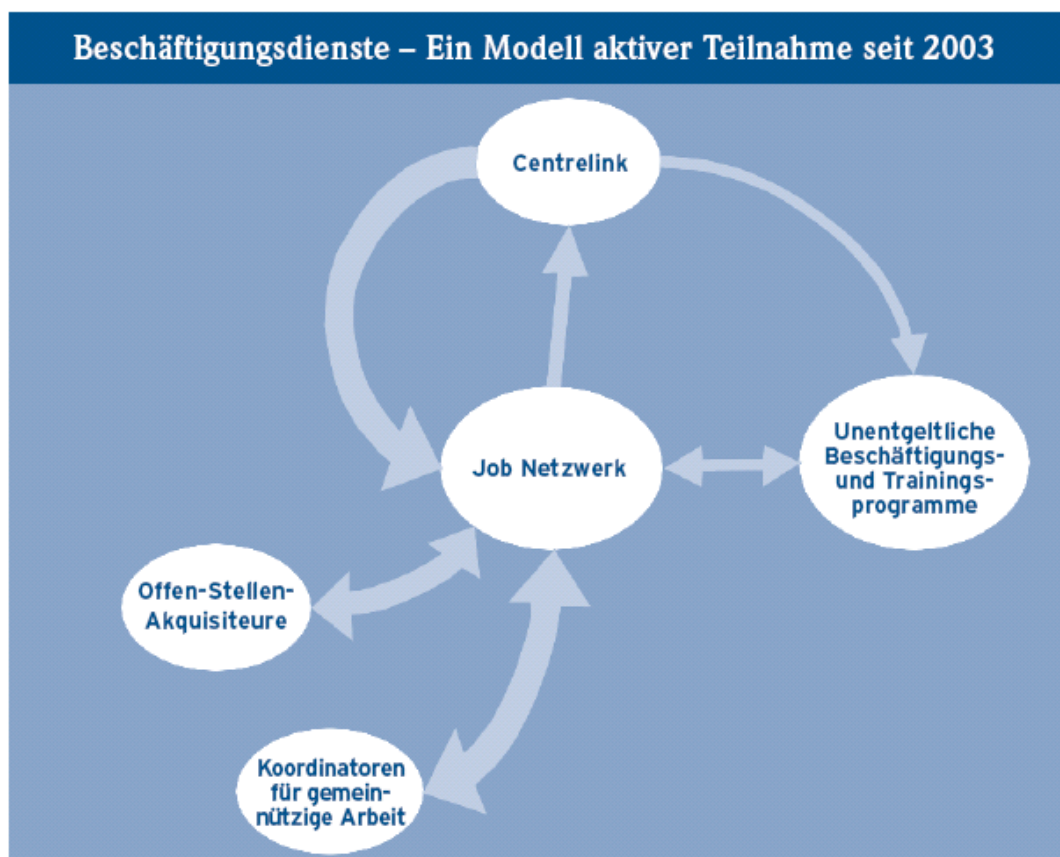 Beschäftigungsdienste – Ein Modell aktiver Teilnahme seit 2003
Centrelink
Unentgeltliche
Beschäftigungs-
und Trainings-
programme
Job Netzwerk
Offen-Stellen-
Akquisiteure
Koordinatoren
für gemein-
nützige Arbeit